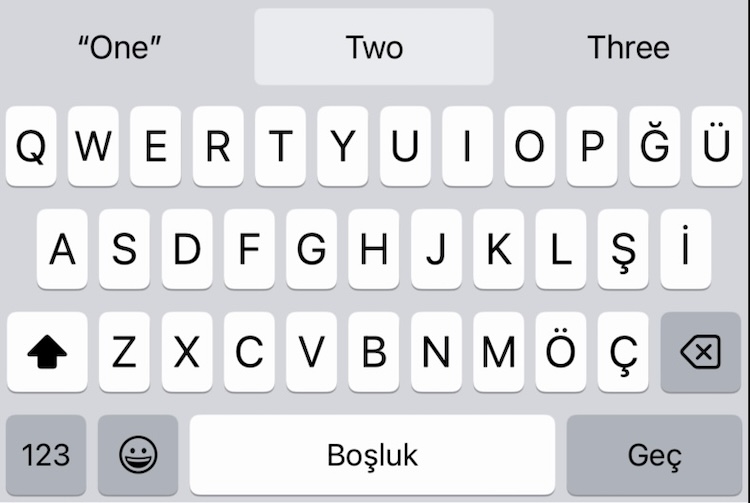 “One” Two Three
Q W E R T Y U I O P Ğ Ü
A S D F G H J K L Ş İ
Z X C V B N M Ö Ç
123 Boşluk Geç